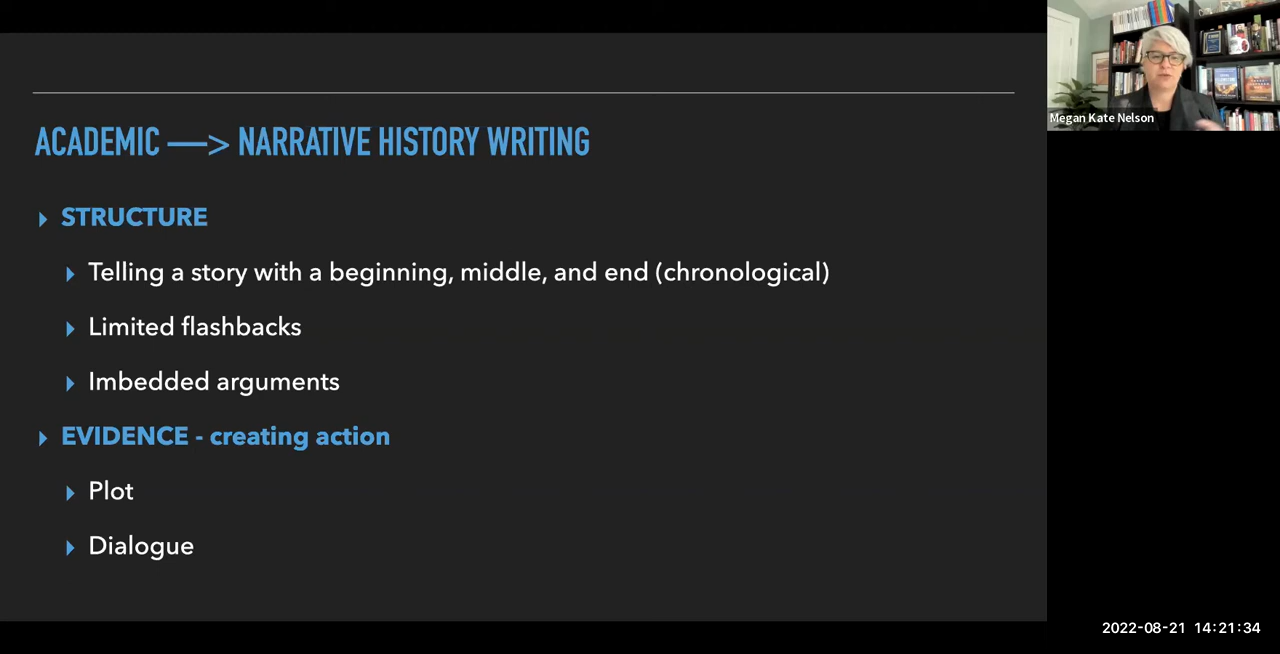 ACADEMIC —> NARRATIVE HISTORY WRITING
STRUCTURE
Telling a story with a beginning, middle, and end (chronological)
Limited flashbacks
Imbedded arguments
EVIDENCE - creating action
Plot
Dialogue
Megan Kate Nelson
2022-08-21 14:21:34